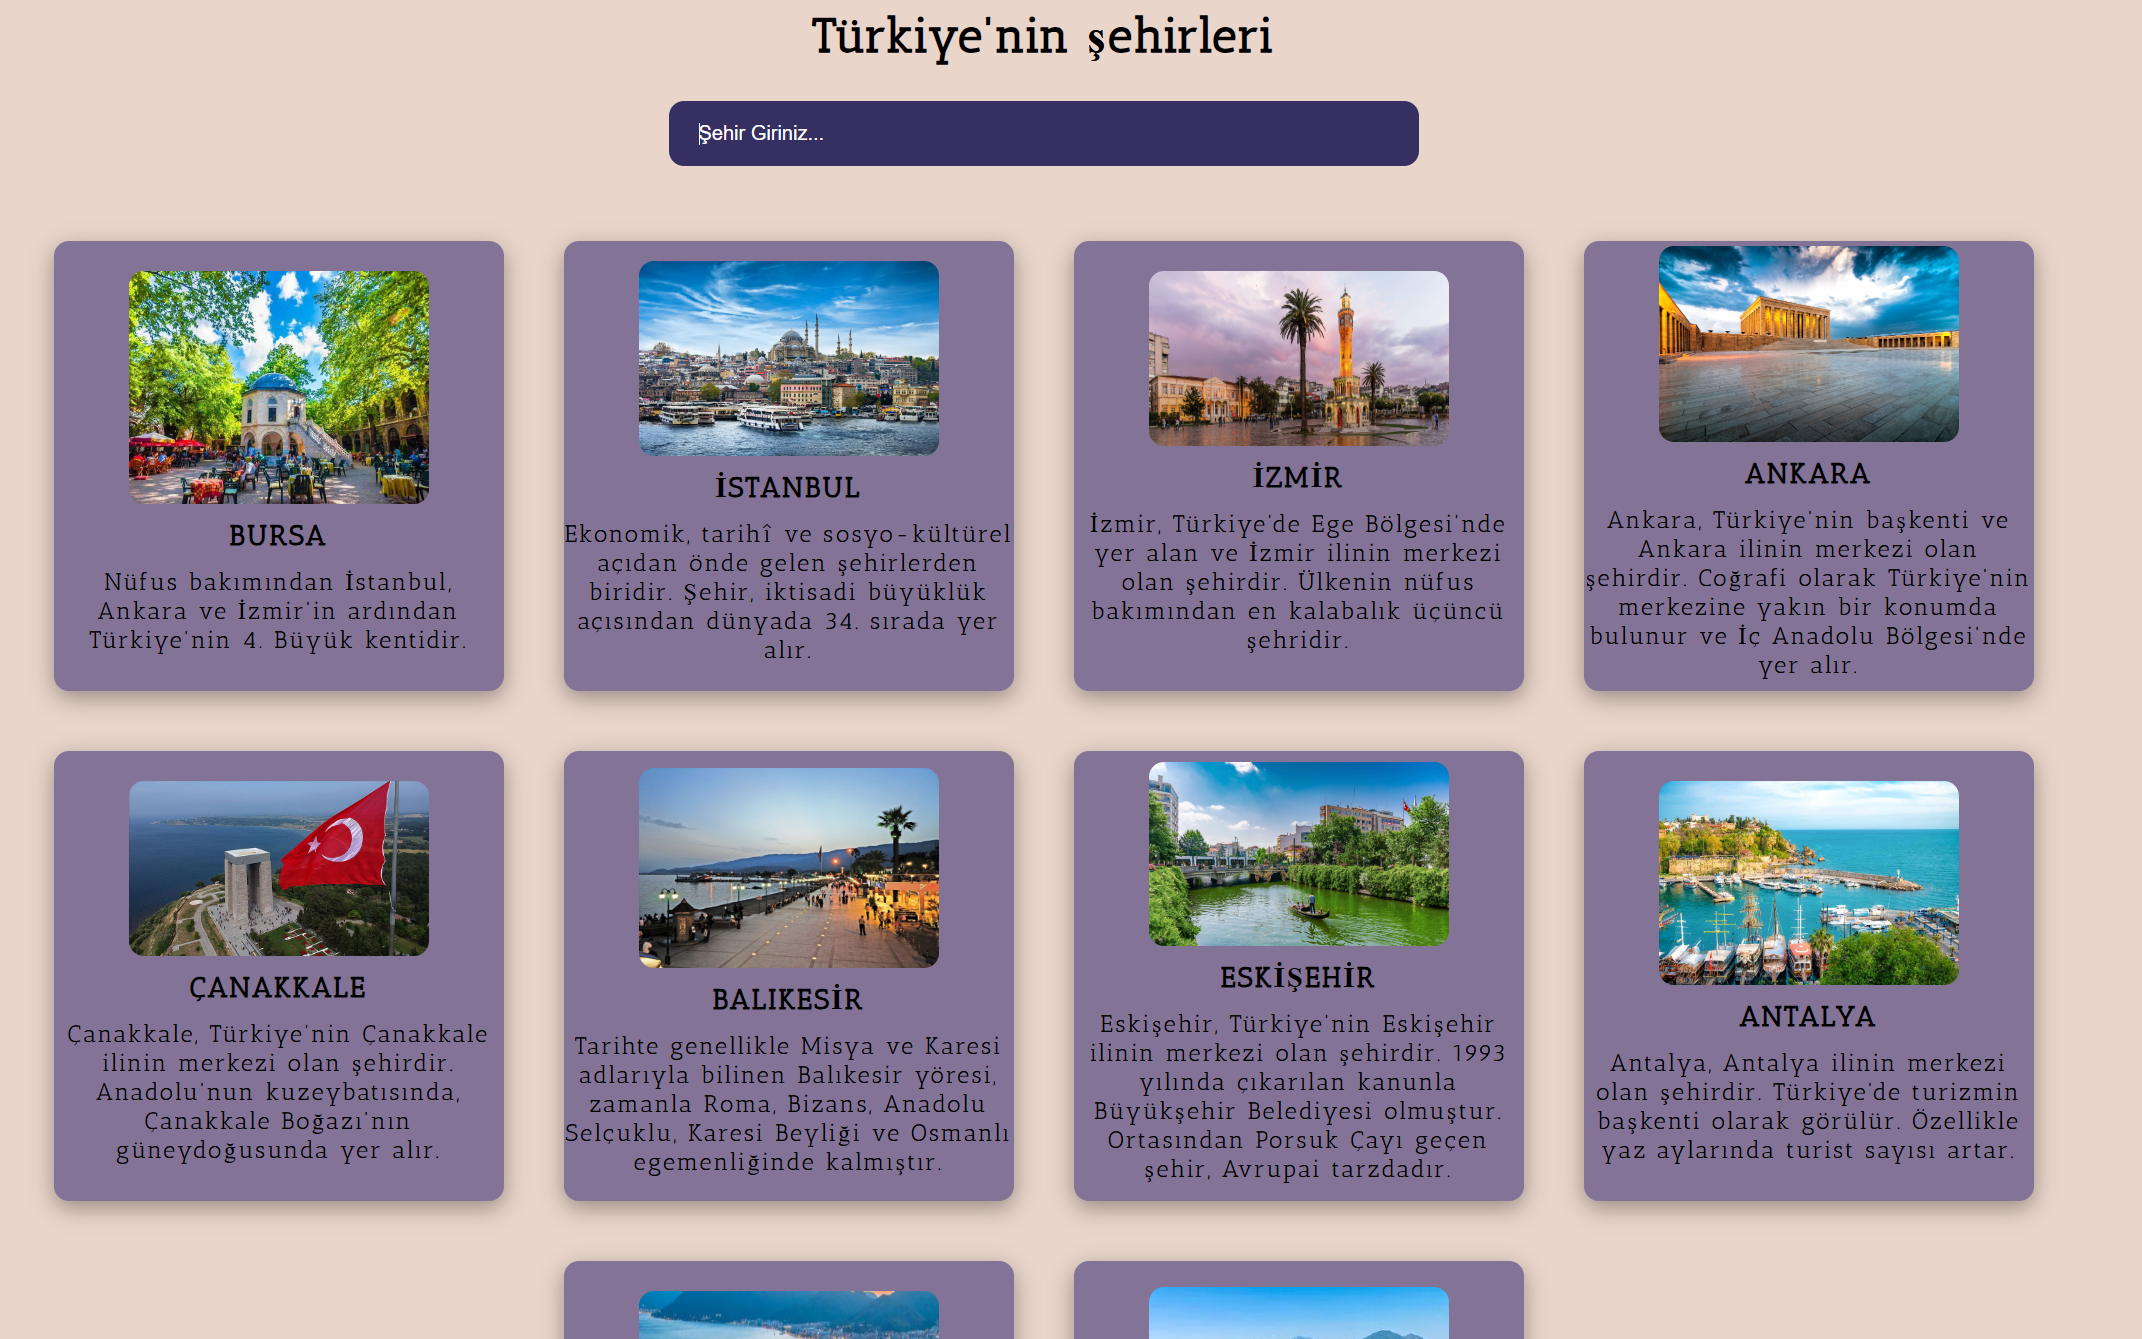 Türkiye'nin şehirleri
Şehir Giriniz...
BURSA
Nüfus bakımından İstanbul,
Ankara ve İzmir'in ardından
Türkiye'nin 4. Büyük kentidir.
İSTANBUL
Ekonomik, tarihî ve sosyo-kültürel
açıdan önde gelen şehirlerden
biridir. Şehir, iktisadi büyüklük
açısından dünyada 34. sırada yer
alır.
İZMİR
İzmir, Türkiye'de Ege Bölgesi'nde
yer alan ve İzmir ilinin merkezi
olan şehirdir. Ülkenin nüfus
bakımından en kalabalık üçüncü
şehridir.
ANKARA
Ankara, Türkiye'nin başkenti ve
Ankara ilinin merkezi olan
şehirdir. Coğrafi olarak Türkiye'nin
merkezine yakın bir konumda
bulunur ve İç Anadolu Bölgesi'nde
yer alır.
ÇANAKKALE
Çanakkale, Türkiye'nin Çanakkale
ilinin merkezi olan şehirdir.
Anadolu'nun kuzeybatısında,
Çanakkale Boğazı'nın
güneydoğusunda yer alır.
BALIKESİR
Tarihte genellikle Misya ve Karesi
adlarıyla bilinen Balıkesir yöresi,
zamanla Roma, Bizans, Anadolu
Selçuklu, Karesi Beyliği ve Osmanlı
egemenliğinde kalmıştır.
ESKİŞEHİR
Eskişehir, Türkiye'nin Eskişehir
ilinin merkezi olan şehirdir. 1993
yılında çıkarılan kanunla
Büyükşehir Belediyesi olmuştur.
Ortasından Porsuk Çayı geçen
şehir, Avrupai tarzdadır.
ANTALYA
Antalya, Antalya ilinin merkezi
olan şehirdir. Türkiye'de turizmin
başkenti olarak görülür. Özellikle
yaz aylarında turist sayısı artar.